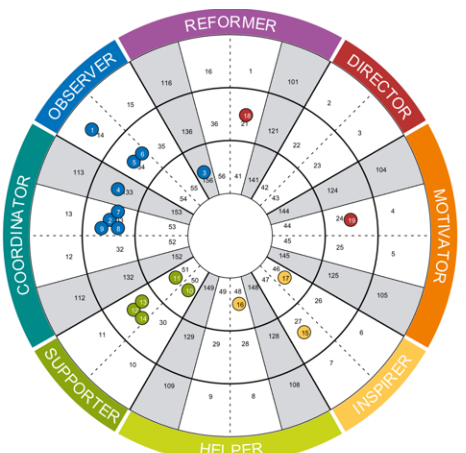 REFORMER
OBSERVER
DIRECTOR
COORDINATOR
MOTIVATOR
SUPPORTER
INSPIRER
HELPER
16 1
116 101
15 2
18
36 21
1 14 136 121 3
35 22
6
5 34 23
113 3 56 41 104
156 141
55 42
4 33 54 43 124
7 153 144
13 2 24 19 4
9 8 53 44
52 45
12 32 25 5
152 145
51 46
11 50 47 17 125
132 149 49 48 148
10
112 13 16 26 105
12
14 30 27
11 129 128 15 6
29 28
10 7
109 108
9 8